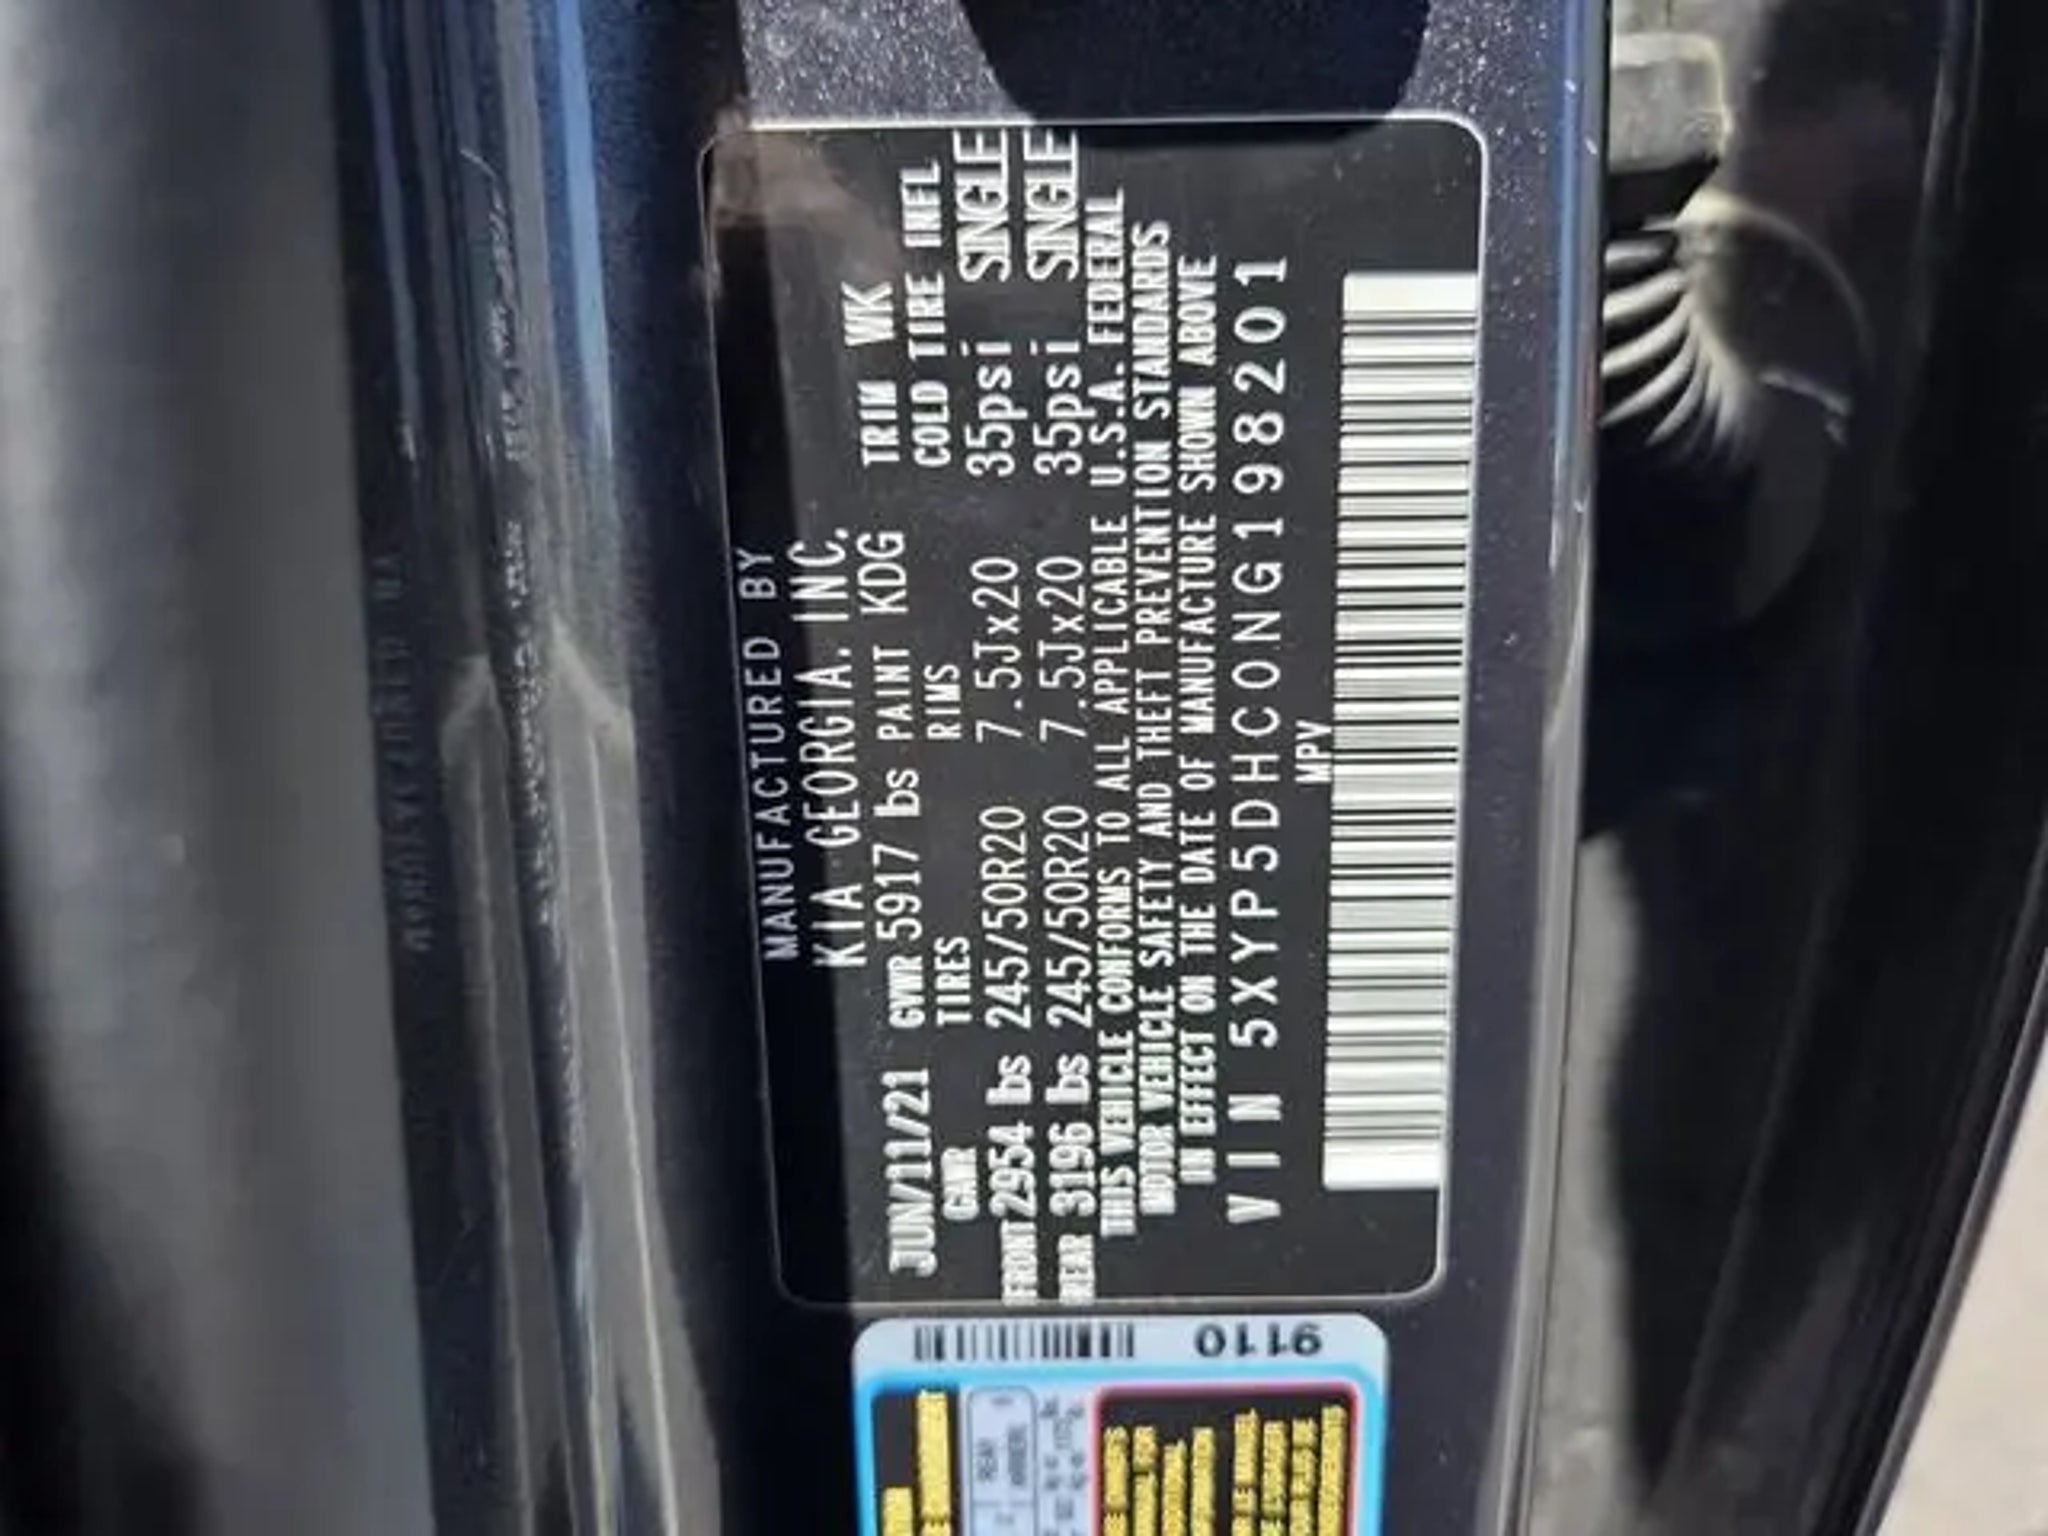 MANUFACTURED BY
KIA GEORGIA, INC.
JUN/11/21 GVWR 5917 lbs PAINT KDG TRIM WK
GAWR TIRES RIMS COLD TIRE INFL
FRONT 2954 lbs 245/50R20 7.5Jx20 35psi SINGLE
REAR 3196 lbs 245/50R20 7.5Jx20 35psi SINGLE
THIS VEHICLE CONFORMS TO ALL APPLICABLE U.S.A. FEDERAL
MOTOR VEHICLE SAFETY AND THEFT PREVENTION STANDARDS
IN EFFECT ON THE DATE OF MANUFACTURE SHOWN ABOVE
VIN 5XYP5DHC0NG198201
MPV
9110
REAR